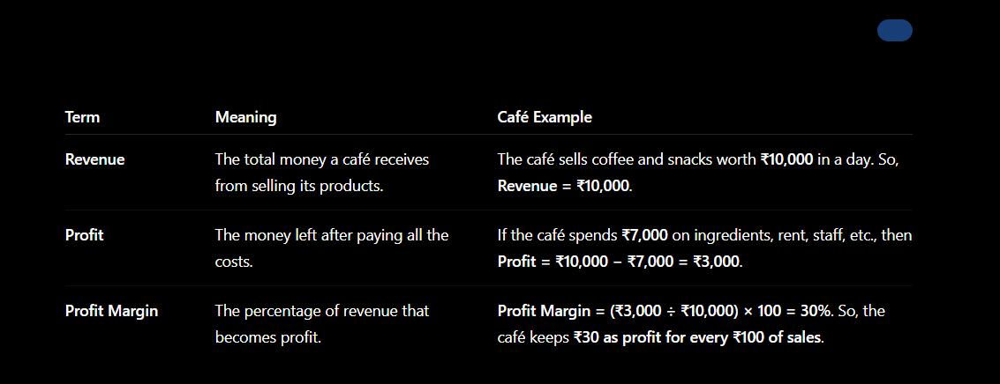 Term Meaning Café Example
Revenue The total money a café receives The café sells coffee and snacks worth ₹10,000 in a day. So,
from selling its products. Revenue = ₹10,000.
Profit The money left after paying all the If the café spends ₹7,000 on ingredients, rent, staff, etc., then
costs. Profit = ₹10,000 − ₹7,000 = ₹3,000.
Profit Margin The percentage of revenue that Profit Margin = (₹3,000 ÷ ₹10,000) × 100 = 30%. So, the
becomes profit. café keeps ₹30 as profit for every ₹100 of sales.